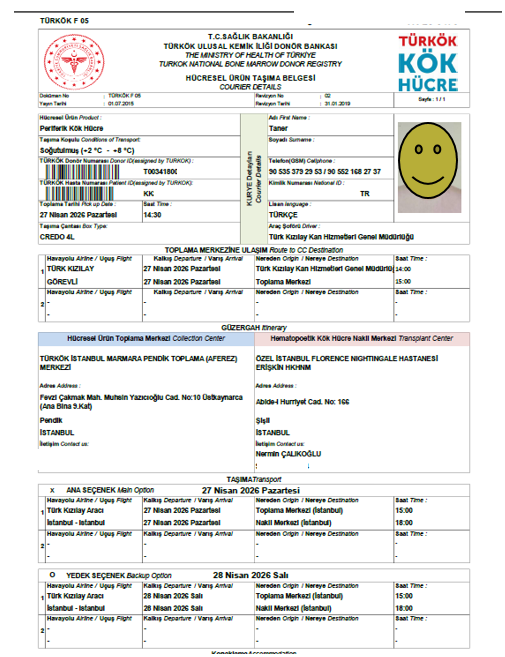 TÜRKÖK F 05
T.C.SAĞLIK BAKANLIĞI
TÜRKÖK ULUSAL KEMİK İLİĞİ DONÖR BANKASI
THE MINISTRY OF HEALTH OF TÜRKİYE
TURKOK NATIONAL BONE MARROW DONOR REGISTRY
HÜCRESEL ÜRÜN TAŞIMA BELGESİ
COURIER DETAILS
TÜRKÖK
KÖK
HÜCRE
Doküman No : TÜRKÖK F 05 Revizyon No : 02
Yayın Tarihi : 01.07.2015 Revizyon Tarihi : 31.01.2019
Sayfa : 1 / 1
Hücresel Ürün : Adı First Name :
Periferik Kök Hücre Taner
Taşıma Koşulu Conditions of Transport: Soyadı Surname :
Soğutulmuş (+2 °C - +8 °C)
KURYE Detayları
Courier Details
TÜRKÖK Donör Numarası Donor ID(assigned by TURKOK): Telefon(GSM) Cellphone :
T00341800 90 535 379 29 53 / 90 552 168 27 37
TÜRKÖK Hasta Numarası Patient ID(assigned by TURKOK): Kimlik Numarası National ID :
KK TR
Toplama Tarihi Pick up Date : Saat Time : Lisan language :
27 Nisan 2026 Pazartesi 14:30 TÜRKÇE
Taşıma Çantası Box Type: Araç Şoförü Driver :
CREDO 4L Türk Kızılay Kan Hizmetleri Genel Müdürlüğü
TOPLAMA MERKEZİNE ULAŞIM Route to CC Destination
Havayolu Airline / Uçuş Flight Kalkış Departure / Varış Arrival Nereden Origin / Nereye Destination Saat Time :
1 TÜRK KIZILAY 27 Nisan 2026 Pazartesi Türk Kızılay Kan Hizmetleri Genel Müdürlü 14:00
GÖREVLİ 27 Nisan 2026 Pazartesi Toplama Merkezi 15:00
Havayolu Airline / Uçuş Flight Kalkış Departure / Varış Arrival Nereden Origin / Nereye Destination Saat Time :
2 - - - -
- - - -
GÜZERGAH Itinerary
Hücresel Ürün Toplama Merkezi Collection Center Hematopoetik Kök Hücre Nakil Merkezi Transplant Center
TÜRKÖK İSTANBUL MARMARA PENDİK TOPLAMA (AFEREZ) MERKEZİ
ÖZEL İSTANBUL FLORENCE NIGHTINGALE HASTANESİ ERİŞKİN HKHNM
Adres Address : Adres Address :
Fevzi Çakmak Mah. Muhsin Yazıcıoğlu Cad. No:10 Üstkaynarca (Ana Bina 9.Kat)
Abide-i Hurriyet Cad. No: 166
Pendik Şişli
İSTANBUL İSTANBUL
İletişim Contact us: İletişim Contact us:
Nermin ÇALIKOĞLU
TAŞIMATransport
X ANA SEÇENEK Main Option 27 Nisan 2026 Pazartesi
Havayolu Airline / Uçuş Flight Kalkış Departure / Varış Arrival Nereden Origin / Nereye Destination Saat Time :
1 Türk Kızılay Aracı 27 Nisan 2026 Pazartesi Toplama Merkezi (İstanbul) 15:00
İstanbul - Istanbul 27 Nisan 2026 Pazartesi Nakil Merkezi (İstanbul) 18:00
Havayolu Airline / Uçuş Flight Kalkış Departure / Varış Arrival Nereden Origin / Nereye Destination Saat Time :
2 - - - -
- - - -
O YEDEK SEÇENEK Backup Option 28 Nisan 2026 Salı
Havayolu Airline / Uçuş Flight Kalkış Departure / Varış Arrival Nereden Origin / Nereye Destination Saat Time :
1 Türk Kızılay Aracı 28 Nisan 2026 Salı Toplama Merkezi (İstanbul) 15:00
İstanbul - Istanbul 28 Nisan 2026 Salı Nakil Merkezi (İstanbul) 18:00
Havayolu Airline / Uçuş Flight Kalkış Departure / Varış Arrival Nereden Origin / Nereye Destination Saat Time :
2 - - - -
- - - -